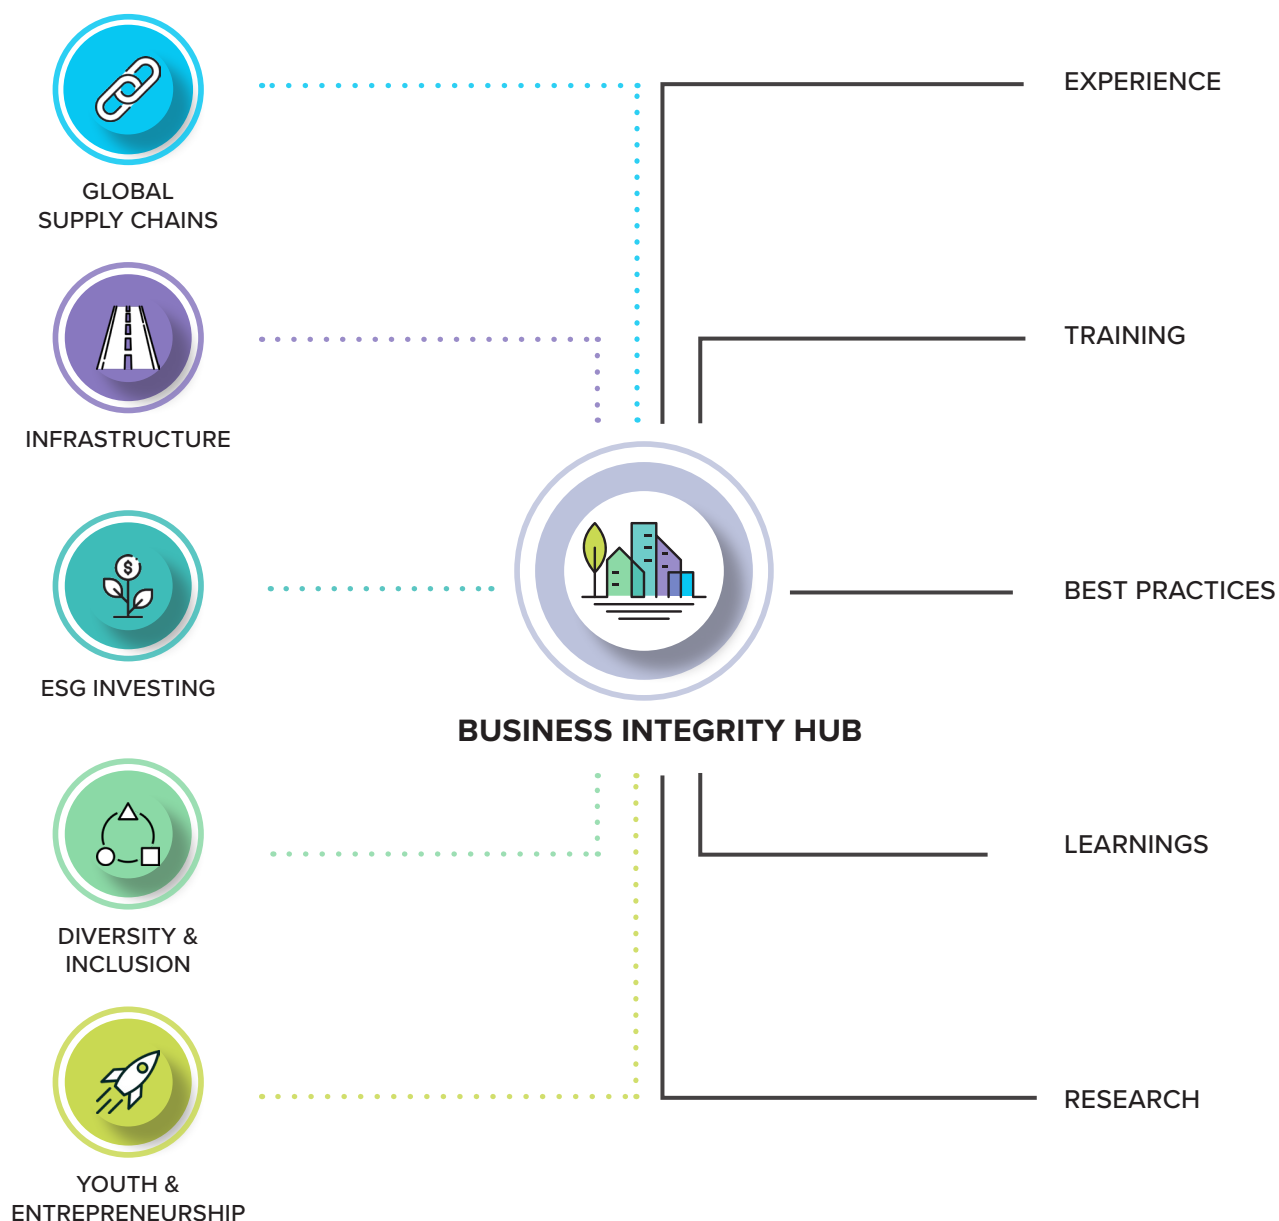 GLOBAL
SUPPLY CHAINS
INFRASTRUCTURE
$
ESG INVESTING
DIVERSITY &
INCLUSION
YOUTH &
ENTREPRENEURSHIP
BUSINESS INTEGRITY HUB
EXPERIENCE
TRAINING
BEST PRACTICES
LEARNINGS
RESEARCH